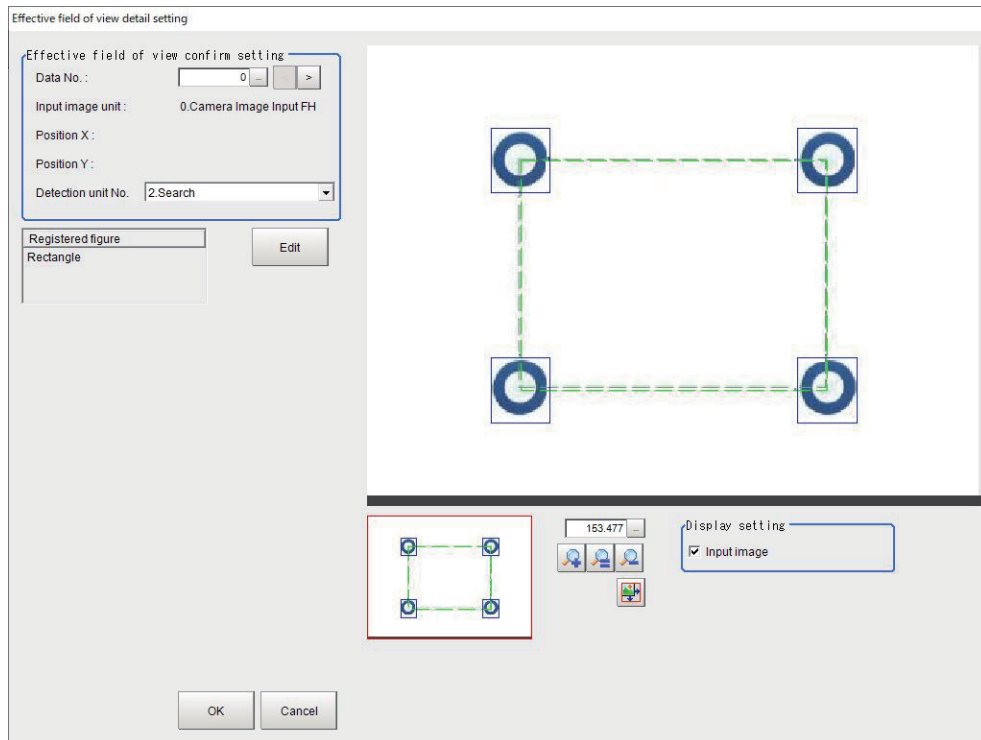 Effective field of view detail setting
Effective field of view confirm setting
Data No. :
0 ... < >
Input image unit :
0.Camera Image Input FH
Position X :
Position Y :
Detection unit No.
2.Search
Registered figure
Rectangle
Edit
153.477 ...
Display setting
Input image
OK
Cancel